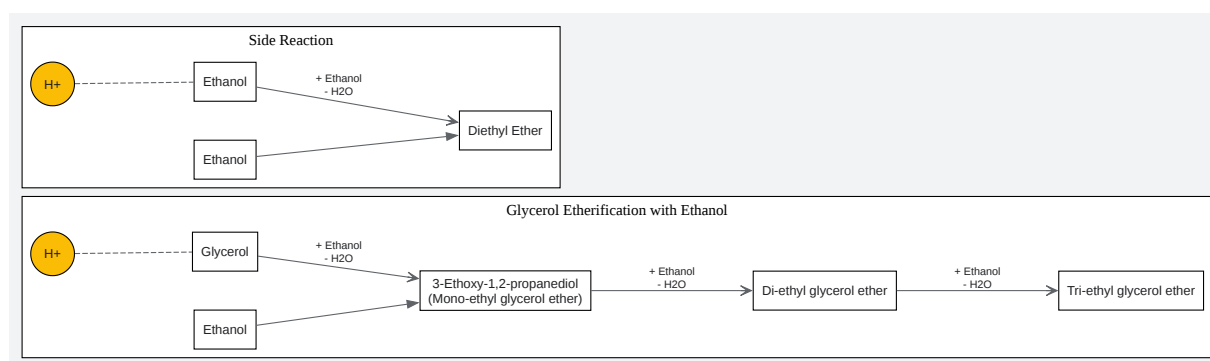 Side Reaction
H+
Ethanol
+ Ethanol
- H2O
Diethyl Ether
Ethanol
Glycerol Etherification with Ethanol
H+
Glycerol
+ Ethanol
- H2O
3-Ethoxy-1,2-propanediol
(Mono-ethyl glycerol ether)
+ Ethanol
- H2O
Di-ethyl glycerol ether
+ Ethanol
- H2O
Tri-ethyl glycerol ether
Ethanol